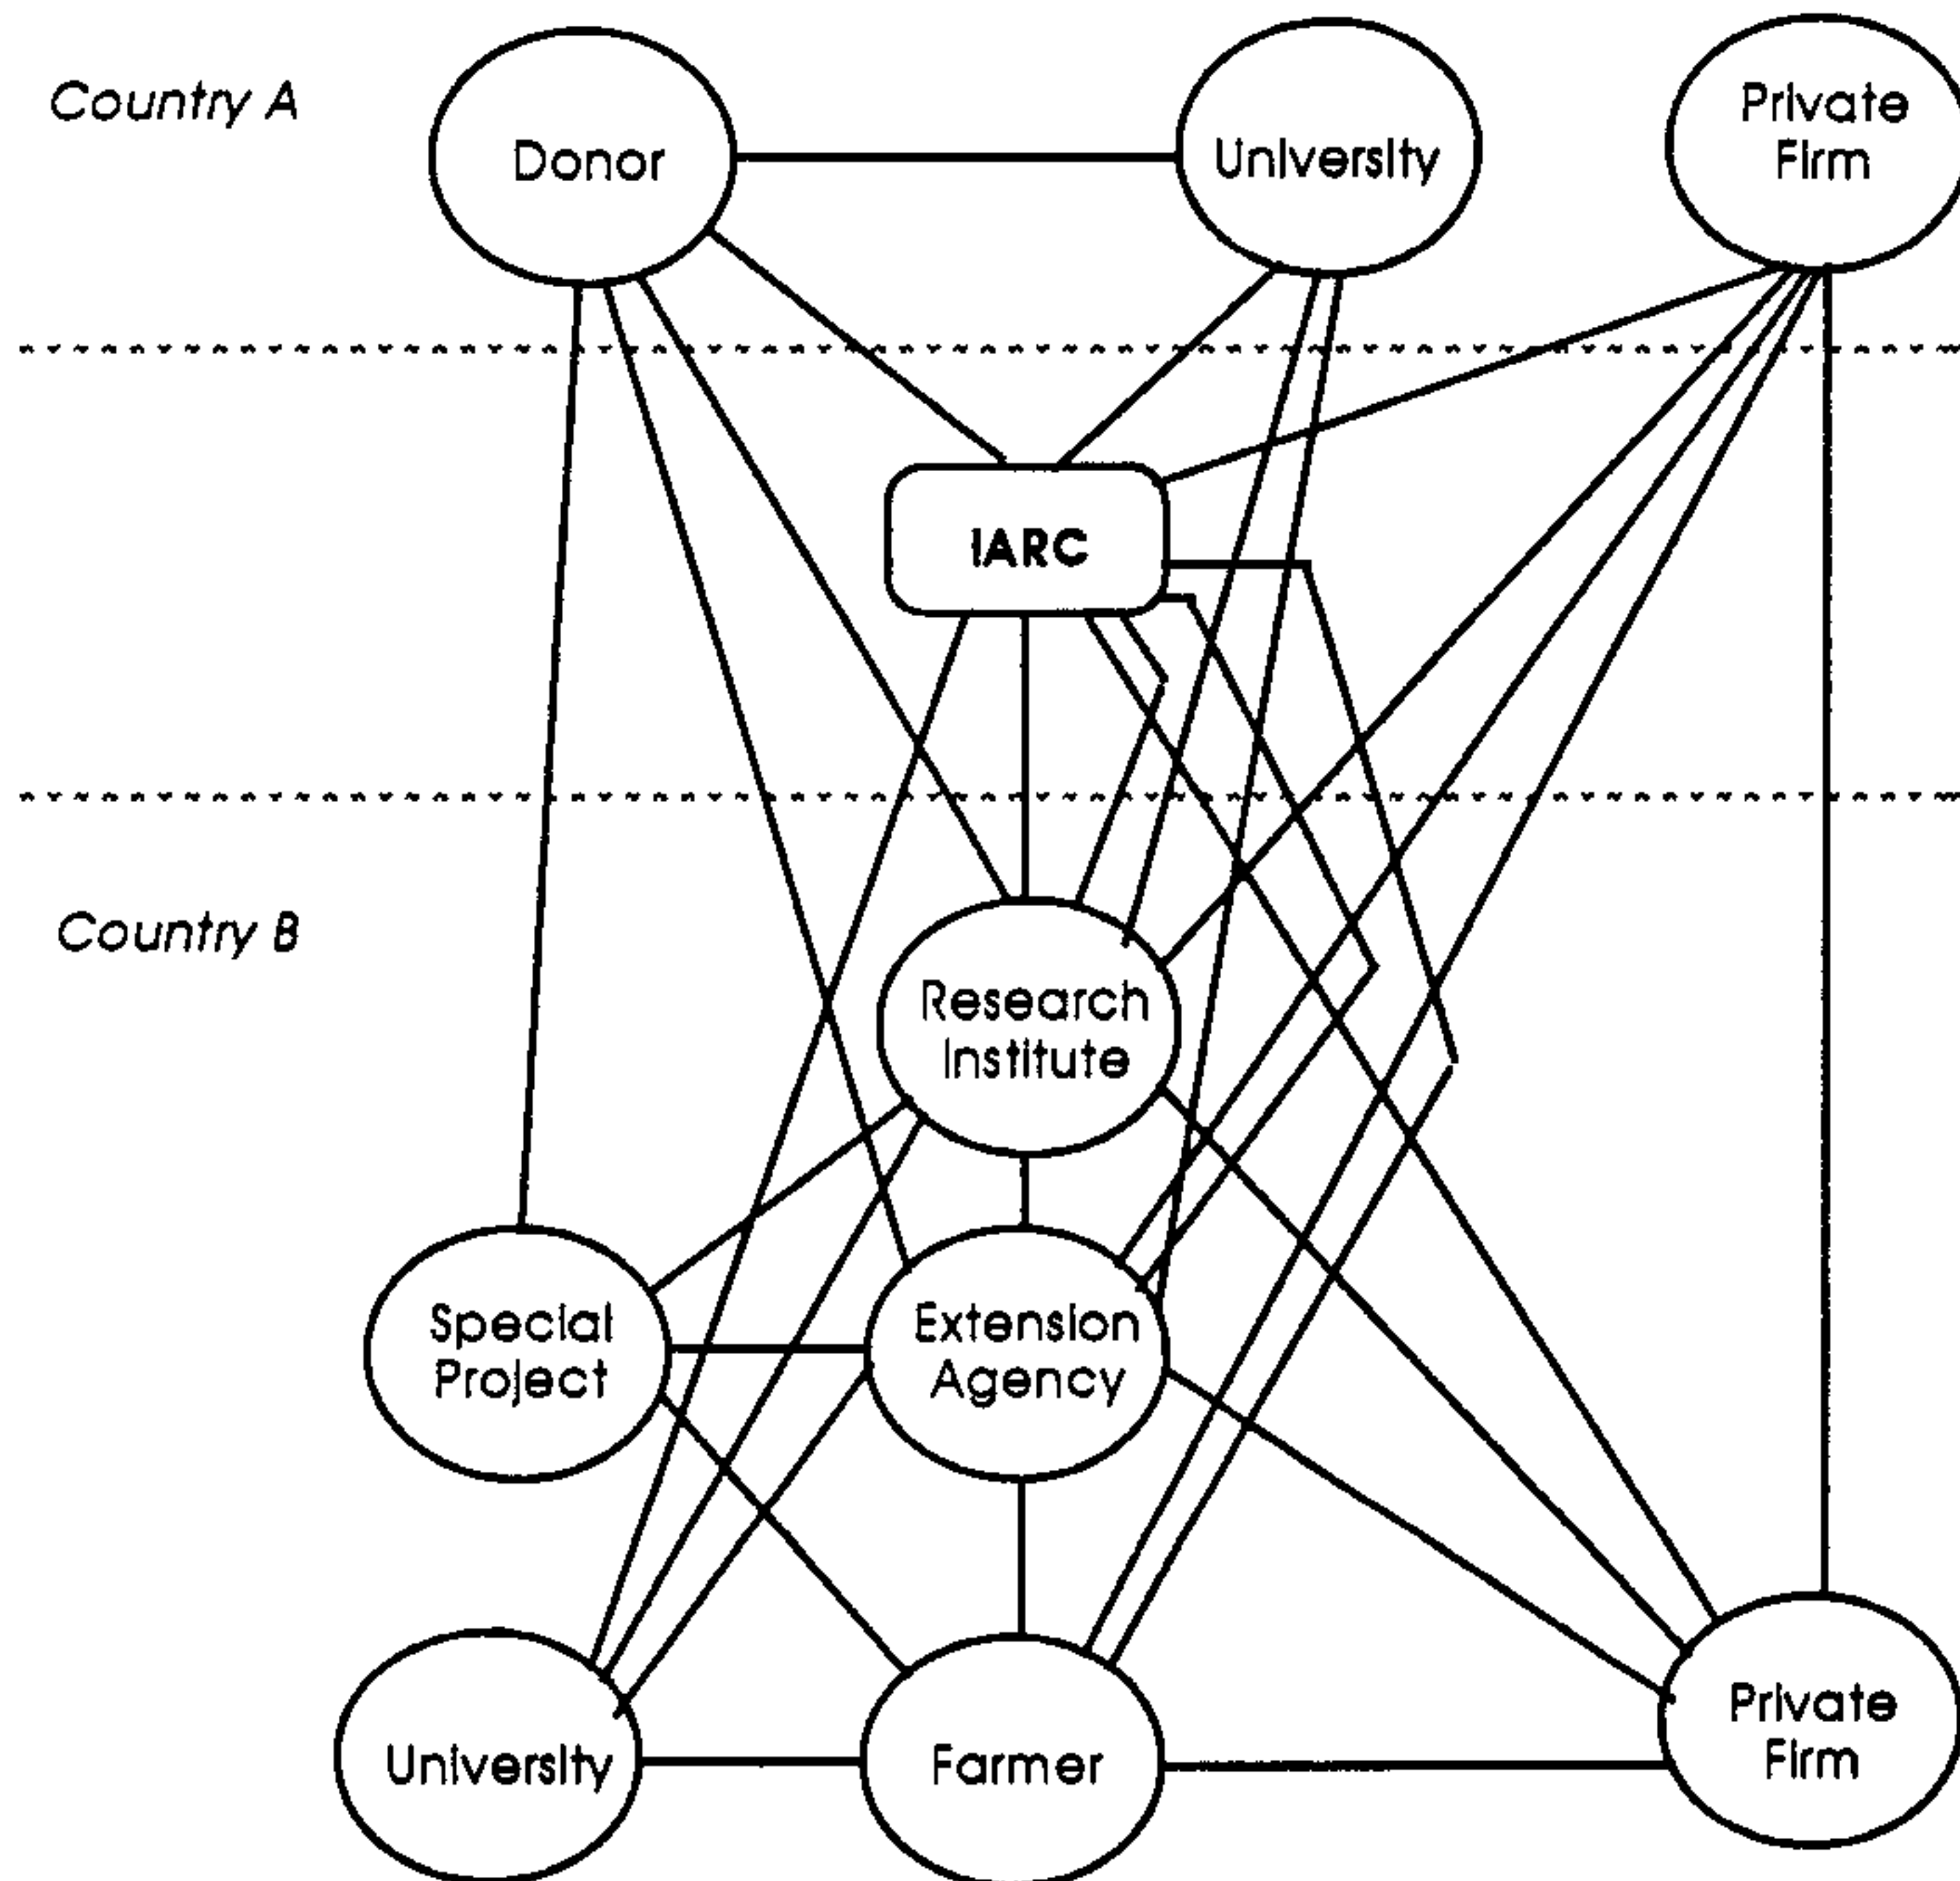 Country A
Donor
University
Private
Firm
IARC
Country B
Research
Institute
Special
Project
Extension
Agency
University
Farmer
Private
Firm